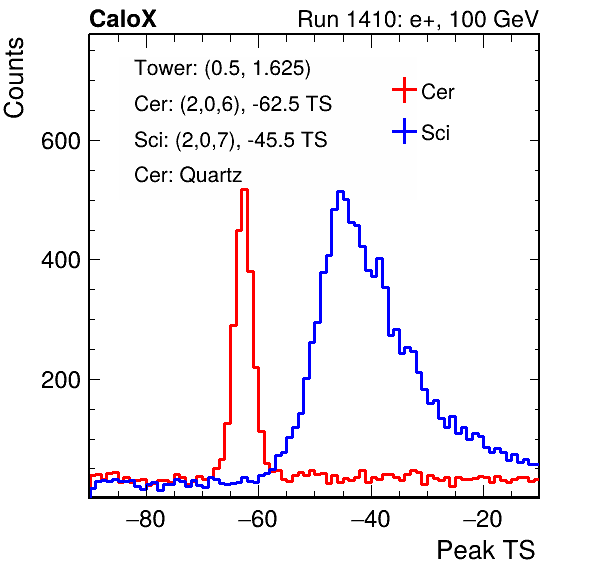 CaloX Run 1410: e+, 100 GeV
Counts
Tower: (0.5, 1.625)
Cer: (2,0,6), -62.5 TS
Sci: (2,0,7), -45.5 TS
Cer: Quartz
Cer
Sci
600
400
200
−80 −60 −40 −20
Peak TS